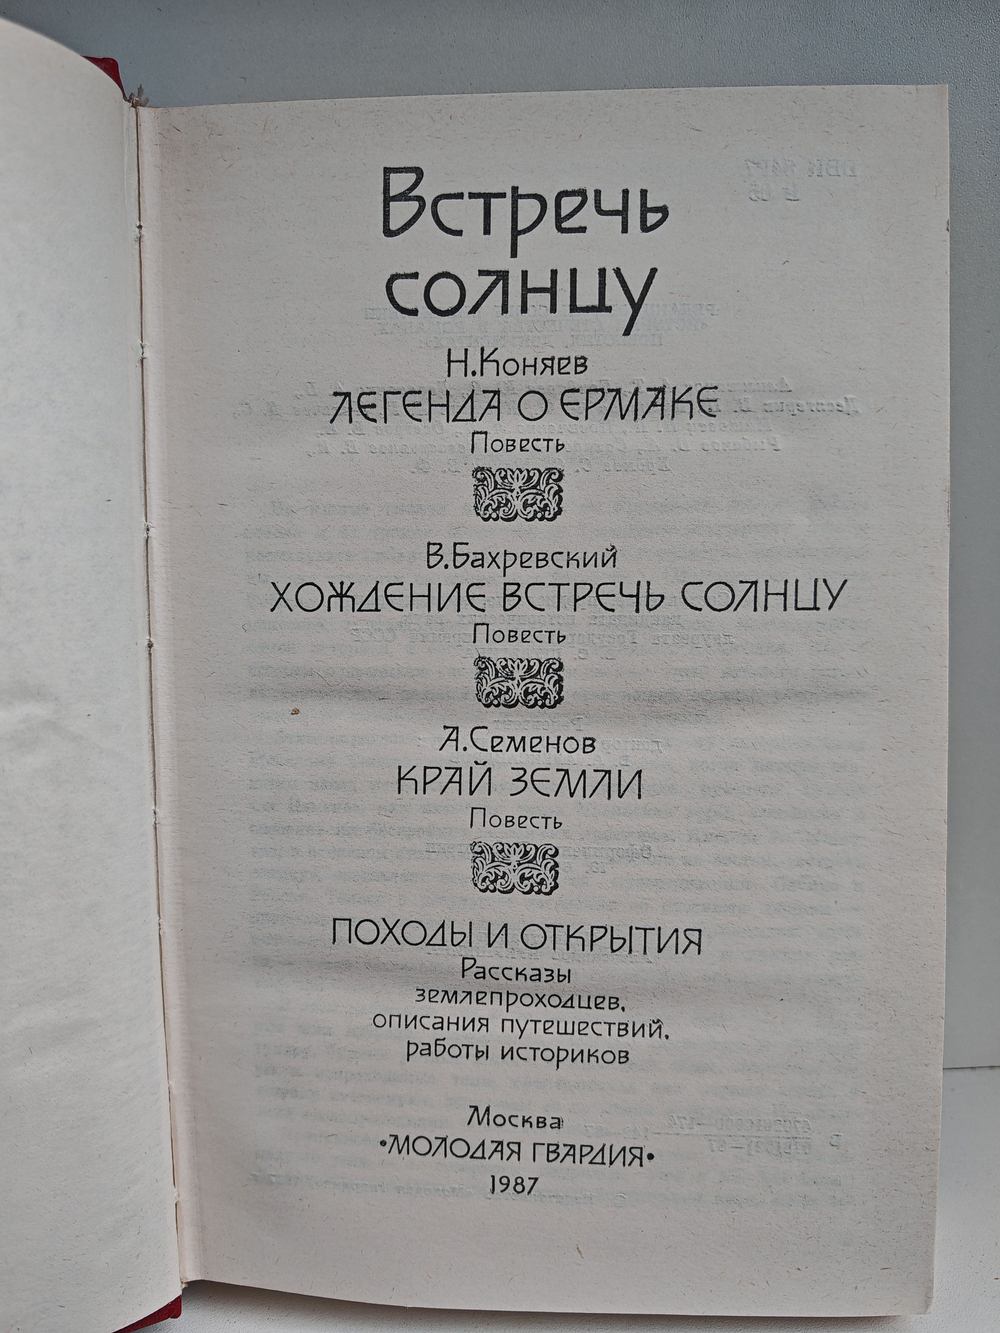 Встречь
солнцу
Н.Коняев
ЛЕГЕНДА О ЕРМАКЕ
Повесть
В.Бахревский
ХОЖДЕНИЕ ВСТРЕЧЬ СОЛНЦУ
Повесть
А.Семенов
КРАЙ ЗЕМЛИ
Повесть
ПОХОДЫ И ОТКРЫТИЯ
Рассказы
землепроходцев,
описания путешествий,
работы историков
Москва
•МОЛОДАЯ ГВАРДИЯ•
1987